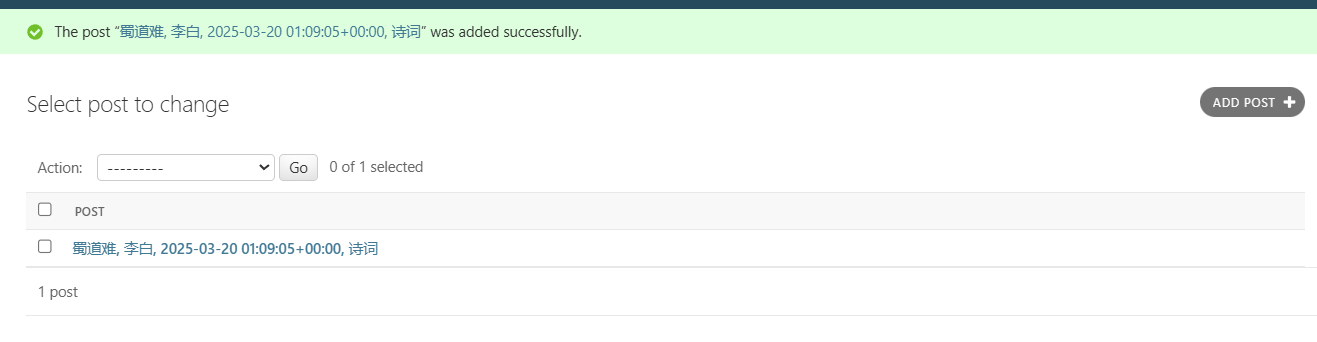 The post “蜀道难, 李白, 2025-03-20 01:09:05+00:00, 诗词” was added successfully.
Select post to change
ADD POST +
Action: --------- Go 0 of 1 selected
POST
蜀道难, 李白, 2025-03-20 01:09:05+00:00, 诗词
1 post